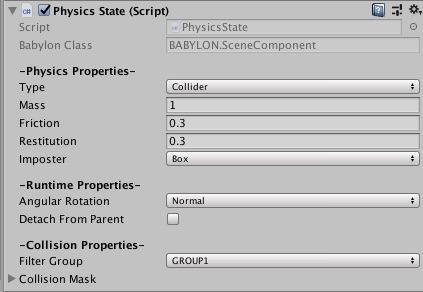 Physics State (Script)
Script PhysicsState
Babylon Class BABYLON.SceneComponent
-Physics Properties-
Type Collider
Mass 1
Friction 0.3
Restitution 0.3
Imposter Box
-Runtime Properties-
Angular Rotation Normal
Detach From Parent
-Collision Properties-
Filter Group GROUP1
Collision Mask